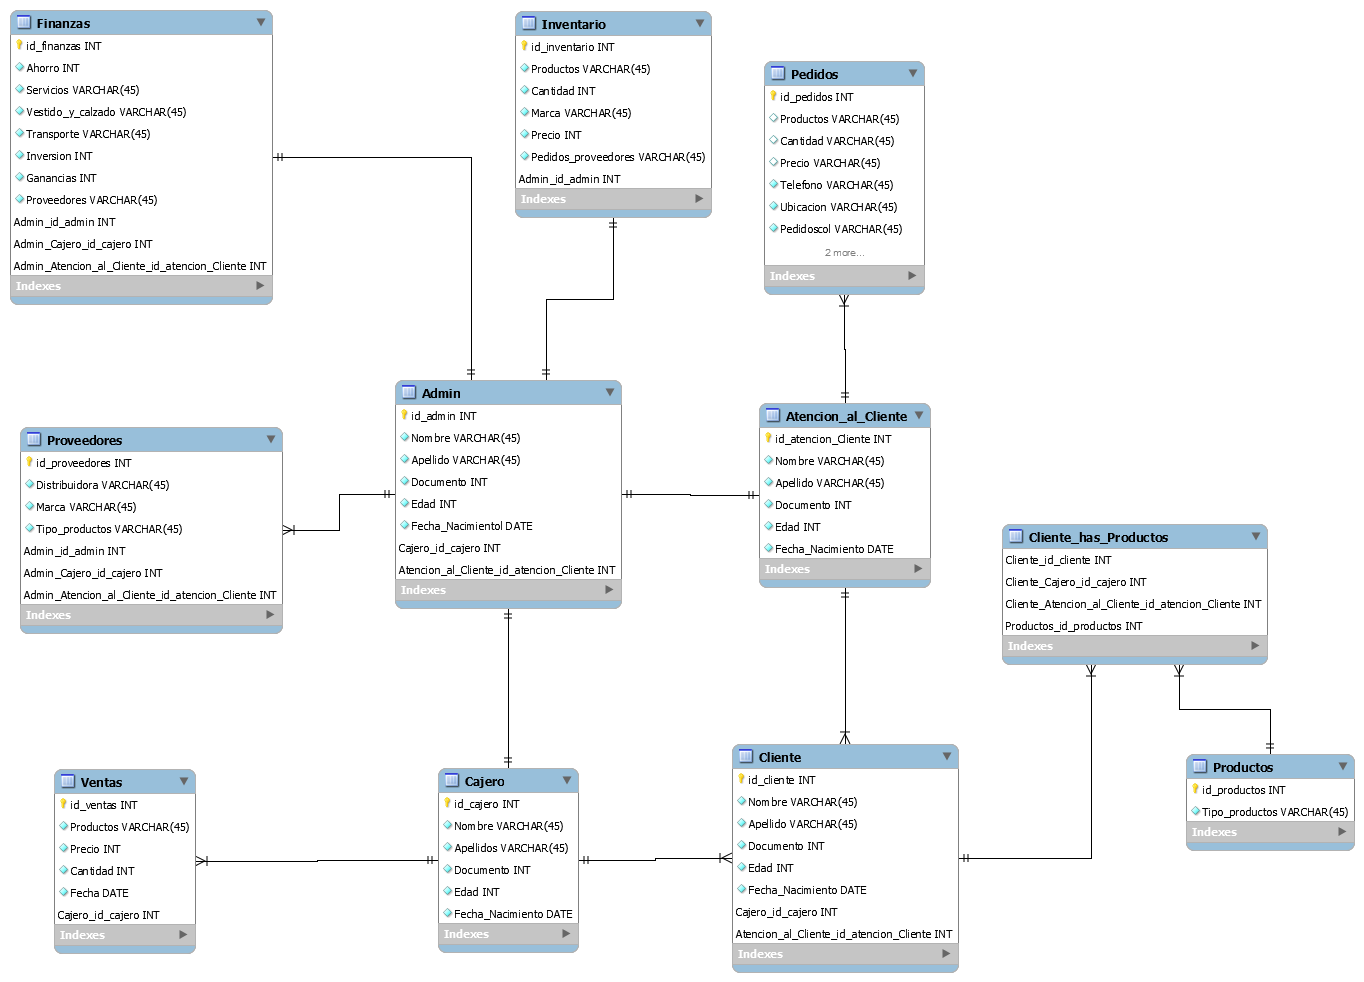 Finanzas
id_finanzas INT
Ahorro INT
Servicios VARCHAR(45)
Vestido_y_calzado VARCHAR(45)
Transporte VARCHAR(45)
Inversion INT
Ganancias INT
Proveedores VARCHAR(45)
Admin_id_admin INT
Admin_Cajero_id_cajero INT
Admin_Atencion_al_Cliente_id_atencion_Cliente INT
Indexes
Inventario
id_inventario INT
Productos VARCHAR(45)
Cantidad INT
Marca VARCHAR(45)
Precio INT
Pedidos_proveedores VARCHAR(45)
Admin_id_admin INT
Indexes
Pedidos
id_pedidos INT
Productos VARCHAR(45)
Cantidad VARCHAR(45)
Precio VARCHAR(45)
Telefono VARCHAR(45)
Ubicacion VARCHAR(45)
Pedidoscol VARCHAR(45)
2 more...
Indexes
Admin
id_admin INT
Nombre VARCHAR(45)
Apellido VARCHAR(45)
Documento INT
Edad INT
Fecha_Nacimientol DATE
Cajero_id_cajero INT
Atencion_al_Cliente_id_atencion_Cliente INT
Indexes
Atencion_al_Cliente
id_atencion_Cliente INT
Nombre VARCHAR(45)
Apellido VARCHAR(45)
Documento INT
Edad INT
Fecha_Nacimiento DATE
Indexes
Proveedores
id_proveedores INT
Distribuidora VARCHAR(45)
Marca VARCHAR(45)
Tipo_productos VARCHAR(45)
Admin_id_admin INT
Admin_Cajero_id_cajero INT
Admin_Atencion_al_Cliente_id_atencion_Cliente INT
Indexes
Cliente_has_Productos
Cliente_id_cliente INT
Cliente_Cajero_id_cajero INT
Cliente_Atencion_al_Cliente_id_atencion_Cliente INT
Productos_id_productos INT
Indexes
Ventas
id_ventas INT
Productos VARCHAR(45)
Precio INT
Cantidad INT
Fecha DATE
Cajero_id_cajero INT
Indexes
Cajero
id_cajero INT
Nombre VARCHAR(45)
Apellidos VARCHAR(45)
Documento INT
Edad INT
Fecha_Nacimiento DATE
Indexes
Cliente
id_cliente INT
Nombre VARCHAR(45)
Apellido VARCHAR(45)
Documento INT
Edad INT
Fecha_Nacimiento DATE
Cajero_id_cajero INT
Atencion_al_Cliente_id_atencion_Cliente INT
Indexes
Productos
id_productos INT
Tipo_productos VARCHAR(45)
Indexes